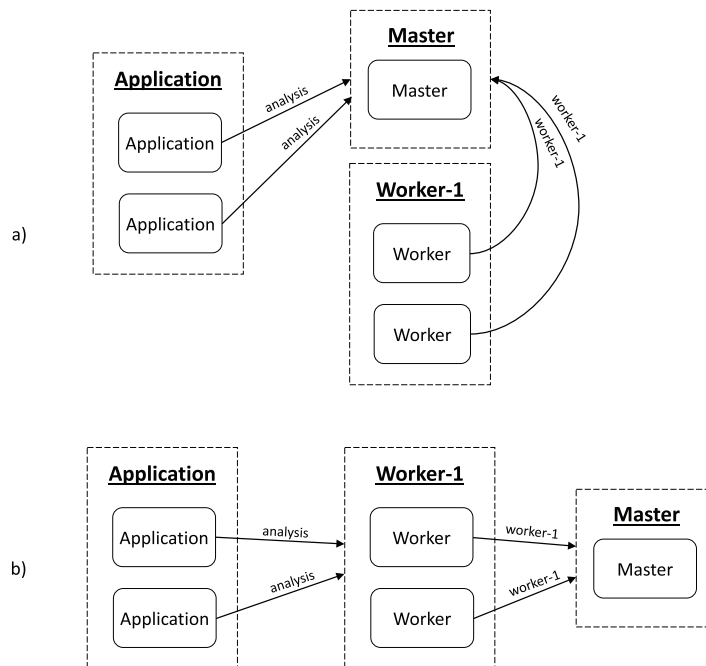 a)
Application
Application
Application
analysis
analysis
Master
Master
Worker-1
Worker
Worker
worker-1
worker-1
b)
Application
Application
Application
analysis
analysis
Worker-1
Worker
Worker
worker-1
worker-1
Master
Master